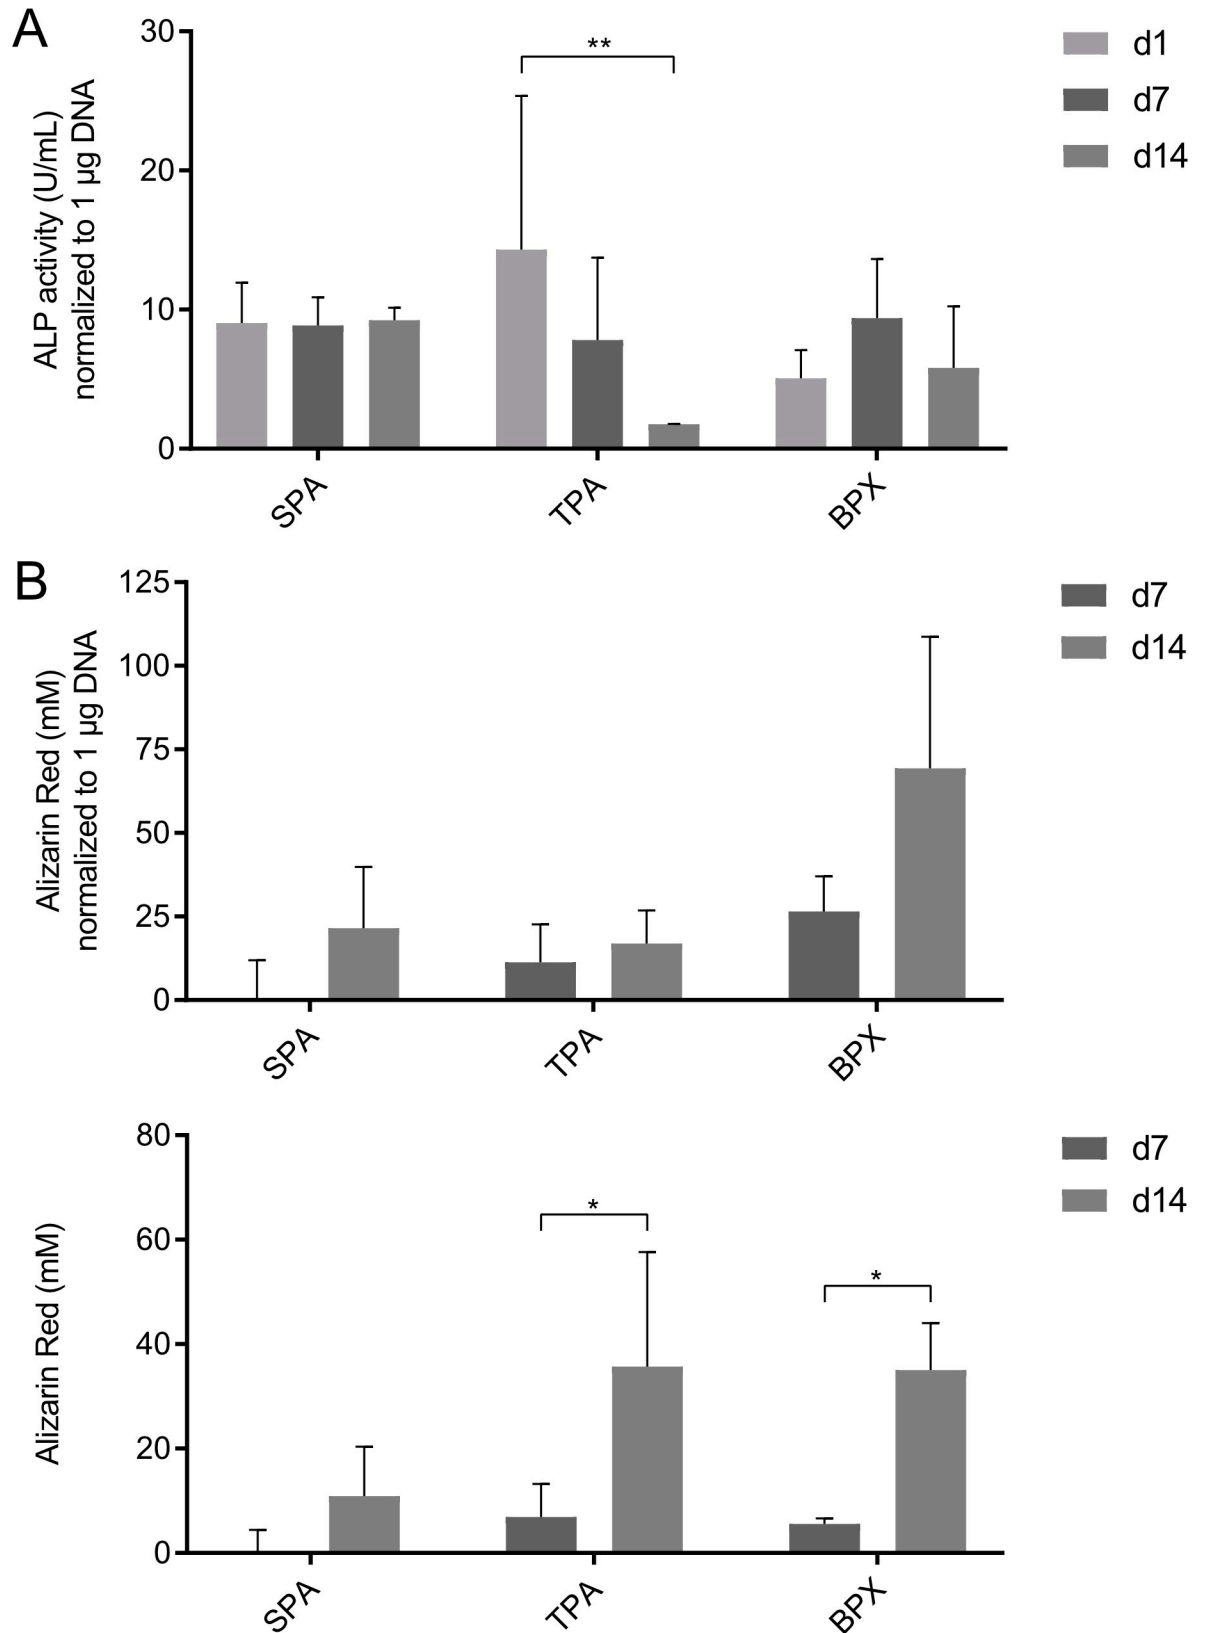 A
ALP activity (U/mL)
normalized to 1 µg DNA
30
20
10
0
**
SPA
TPA
BPX
d1
d7
d14
B
Alizarin Red (mM)
normalized to 1 µg DNA
125
100
75
50
25
0
SPA
TPA
BPX
d7
d14
Alizarin Red (mM)
80
60
40
20
0
*
*
SPA
TPA
BPX
d7
d14